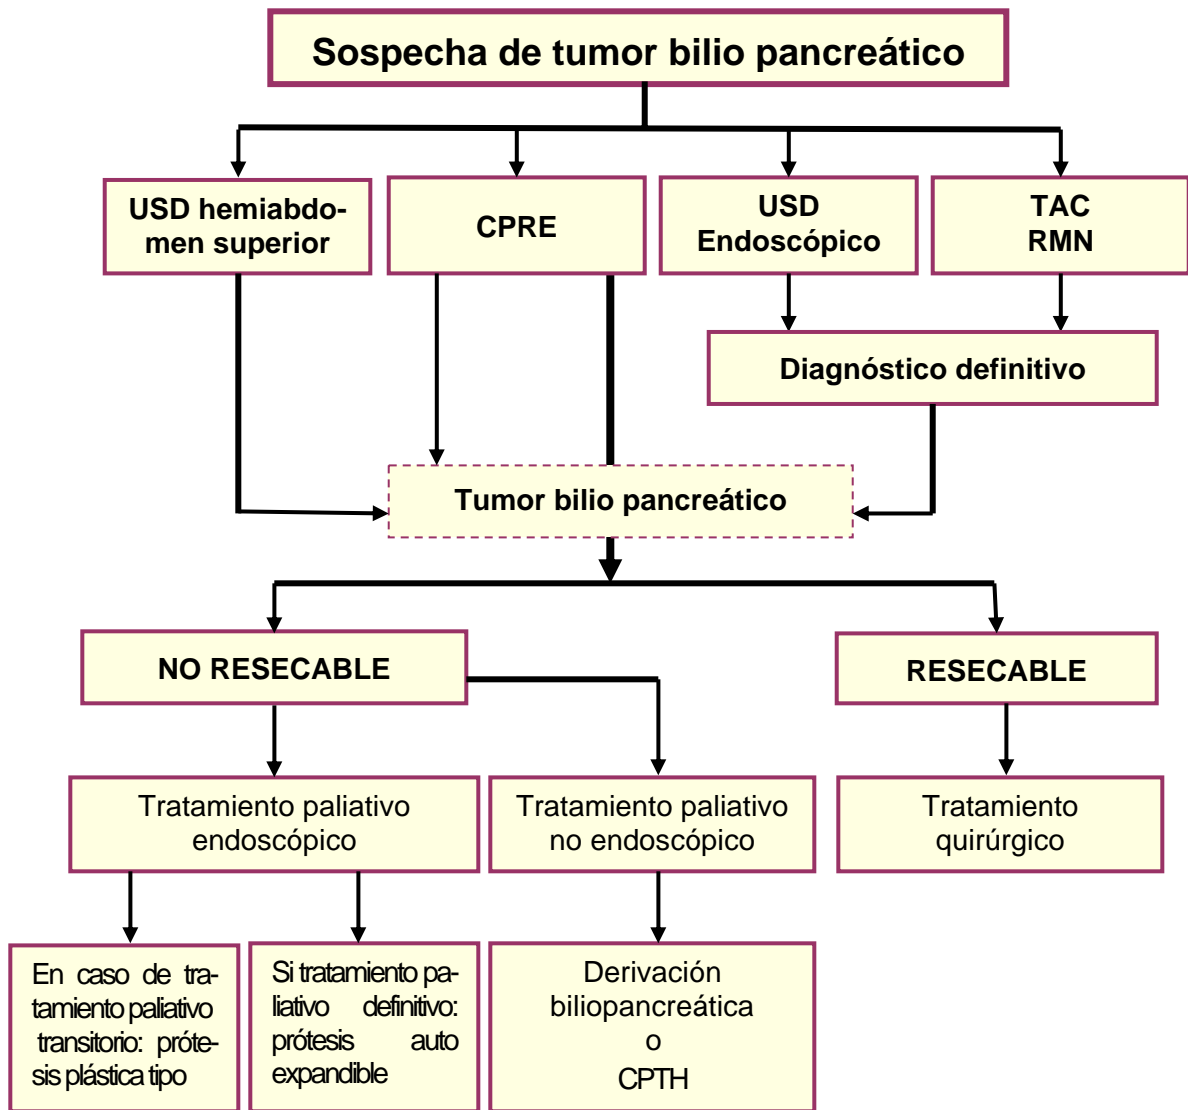 Sospecha de tumor bilio pancreático
USD hemiabdo-
men superior
CPRE
USD
Endoscópico
TAC
RMN
Diagnóstico definitivo
Tumor bilio pancreático
NO RESECABLE
RESECABLE
Tratamiento paliativo
endoscópico
Tratamiento paliativo
no endoscópico
Tratamiento
quirúrgico
En caso de tra-
tamiento paliativo
transitorio: próte-
sis plástica tipo
Si tratamiento pa-
liativo definitivo:
prótesis auto
expandible
Derivación
biliopancreática
o
CPTH